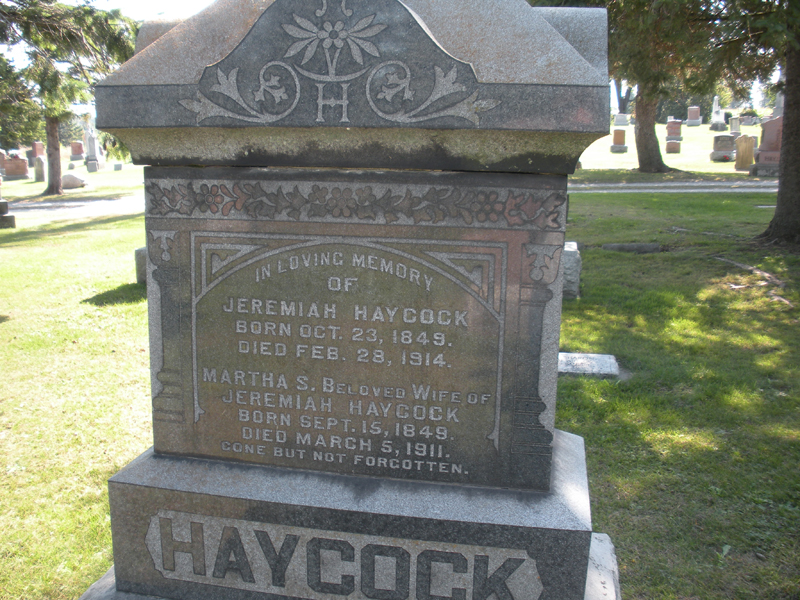 H
IN LOVING MEMORY
OF
JEREMIAH HAYCOCK
BORN OCT. 23, 1849.
DIED FEB. 28, 1914.
MARTHA S. BELOVED WIFE OF
JEREMIAH HAYCOCK
BORN SEPT. 15, 1849.
DIED MARCH 5, 1911.
GONE BUT NOT FORGOTTEN.
HAYCOCK